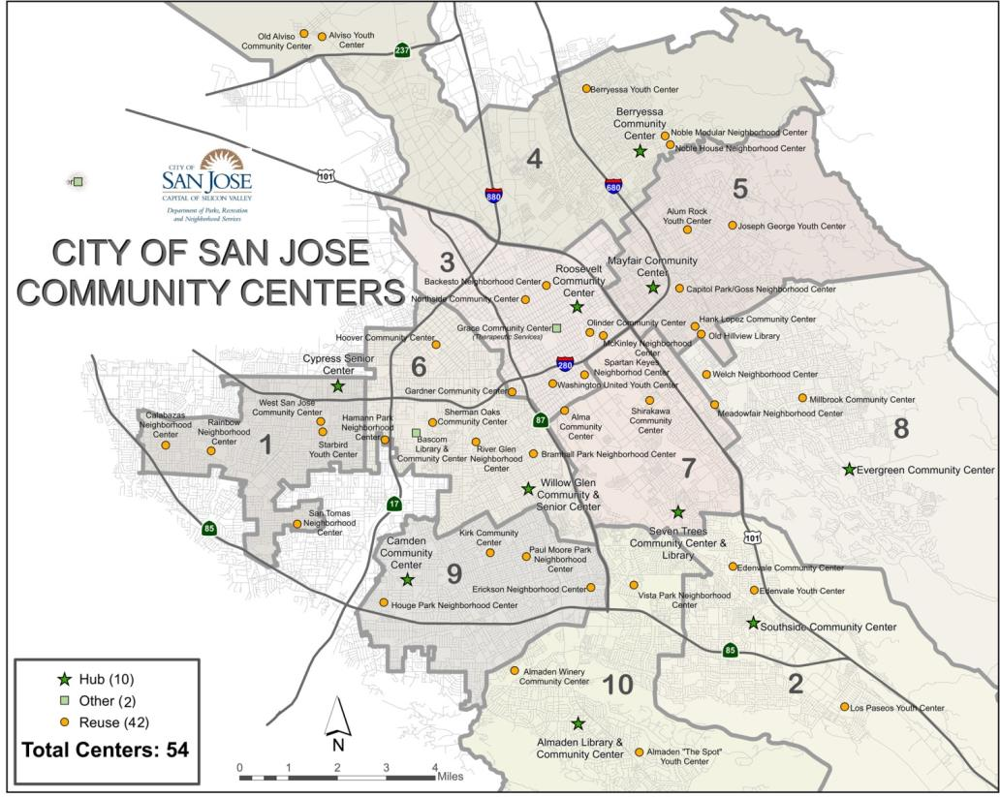 Old Alviso
Community Center
Alviso Youth
Center
237
Berryessa Youth Center
Berryessa
Community
Center
Noble Modular Neighborhood Center
Noble House Neighborhood Center
4
101
880
680
CITY OF
SAN JOSE
CAPITAL OF SILICON VALLEY
Department of Parks, Recreation
and Neighborhood Services
CITY OF SAN JOSE
COMMUNITY CENTERS
5
Alum Rock
Youth Center
Joseph George Youth Center
3
Mayfair Community
Center
Roosevelt
Community
Center
Backesto Neighborhood Center
Northside Community Center
Capitol Park/Goss Neighborhood Center
Grace Community Center
(Therapeutic Services)
Olinder Community Center
McKinley Neighborhood
Center
Hank Lopez Community Center
Old Hillview Library
Hoover Community Center
Cypress Senior
Center
6
280
Spartan Keyes
Neighborhod Center
Washington United Youth Center
Welch Neighborhood Center
Gardner Community Center
Meadowfair Neighborhood Center
Millbrook Community Center
8
West San Jose
Community Center
Calabazas
Neighborhood
Center
Rainbow
Neighborhood
Center
1
Starbird
Youth Center
Hamann Park
Neighborhood
Center
Sherman Oaks
Community Center
Bascom
Library &
Community Center
River Glen
Neighborhood
Center
87
Alma
Community
Center
Shirakawa
Community
Center
Bramhall Park Neighborhood Center
7
Evergreen Community Center
Willow Glen
Community &
Senior Center
17
85
San Tomas
Neighborhood
Center
Seven Trees
Community Center &
Library
101
Camden
Community
Center
9
Kirk Community
Center
Paul Moore Park
Neighborhood
Center
Erickson Neighborhood Center
Houge Park Neighborhood Center
Vista Park Neighborhood
Center
Edenvale Community Center
Edenvale Youth Center
Southside Community Center
85
2
Los Paseos Youth Center
10
Almaden Winery
Community Center
Almaden Library &
Community Center
Almaden "The Spot"
Youth Center
Hub (10)
Other (2)
Reuse (42)
Total Centers: 54
N
0 1 2 3 4
Miles